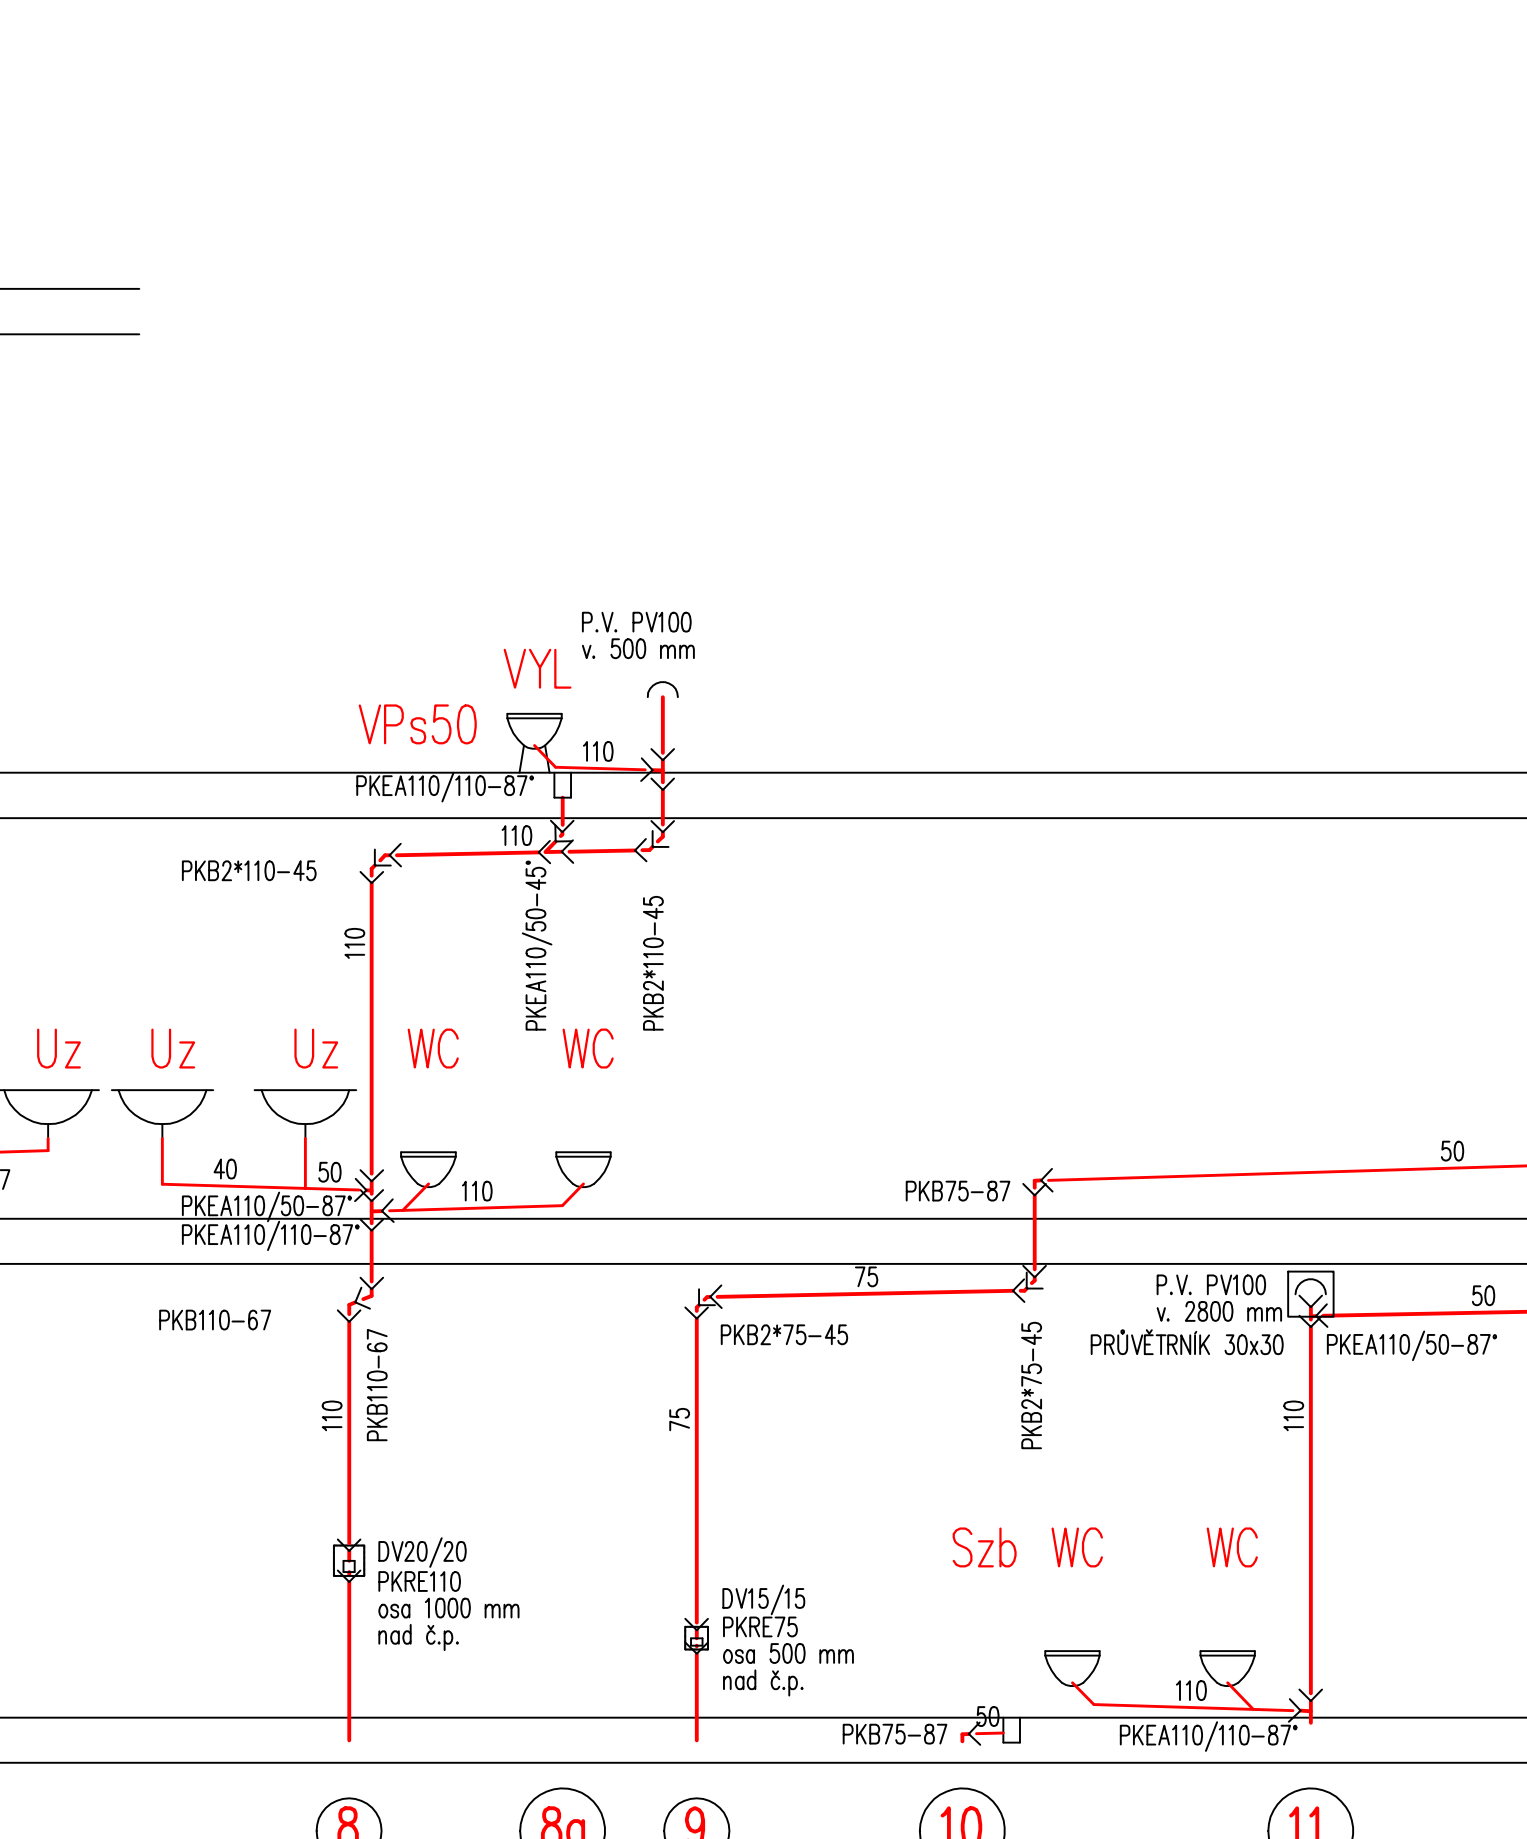 P.V. PV100
v. 500 mm
VYL
VPs50
110
PKEA110/110-87°
110
PKB2*110-45
PKEA110/50-45°
PKB2*110-45
110
Uz
Uz
Uz
WC
WC
50
7
40
50
110
PKB75-87
PKEA110/50-87°
PKEA110/110-87°
75
P.V. PV100
v. 2800 mm
50
PKB110-67
PKB2*75-45
PRŮVĚTRNÍK 30x30
PKEA110/50-87°
PKB110-67
PKB2*75-45
110
75
110
Szb
WC
WC
DV20/20
PKRE110
osa 1000 mm
nad č.p.
DV15/15
PKRE75
osa 500 mm
nad č.p.
110
50
PKB75-87
PKEA110/110-87°
8
8a
9
10
11